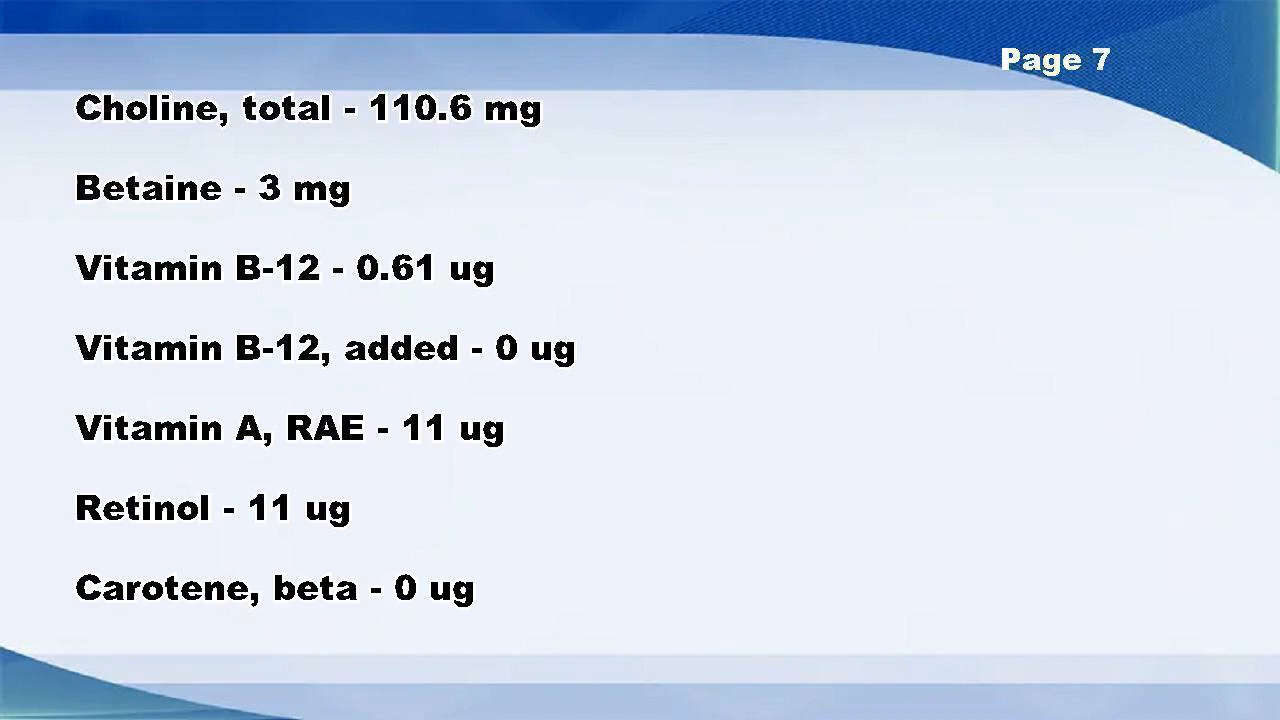 Page 7
Choline, total - 110.6 mg
Betaine - 3 mg
Vitamin B-12 - 0.61 ug
Vitamin B-12, added - 0 ug
Vitamin A, RAE - 11 ug
Retinol - 11 ug
Carotene, beta - 0 ug